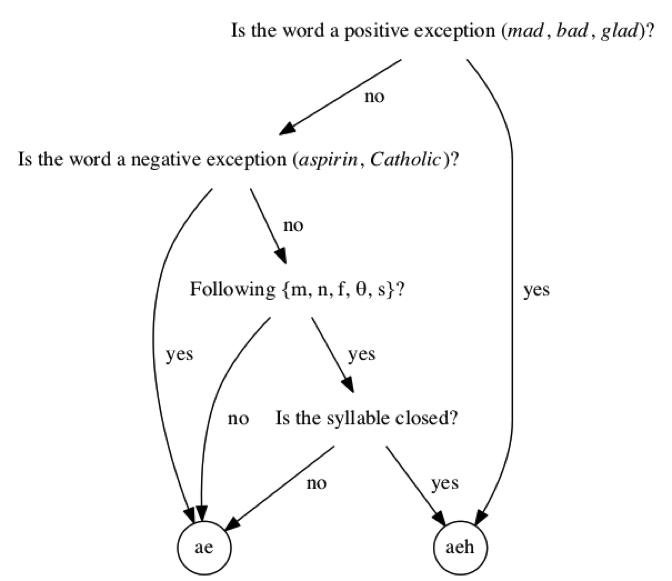 Is the word a positive exception (mad, bad, glad)?
no
Is the word a negative exception (aspirin, Catholic)?
no
Following {m, n, f, θ, s}?
yes
yes
yes
no
Is the syllable closed?
no
yes
ae
aeh